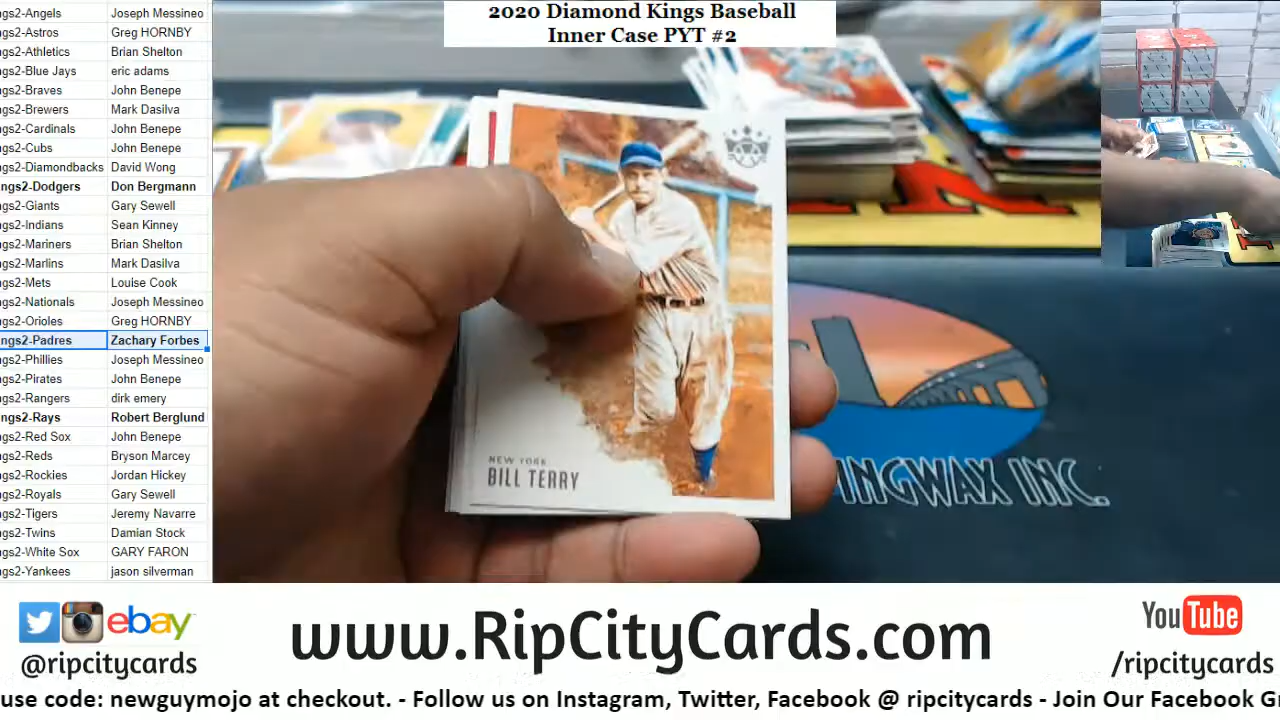 2020 Diamond Kings Baseball
Inner Case PYT #2
ngs2-Angels Joseph Messineo
ngs2-Astros Greg HORNBY
ngs2-Athletics Brian Shelton
ngs2-Blue Jays eric adams
ngs2-Braves John Benepe
ngs2-Brewers Mark Dasilva
ngs2-Cardinals John Benepe
ngs2-Cubs John Benepe
ngs2-Diamondbacks David Wong
ngs2-Dodgers Don Bergmann
ngs2-Giants Gary Sewell
ngs2-Indians Sean Kinney
ngs2-Mariners Brian Shelton
ngs2-Marlins Mark Dasilva
ngs2-Mets Louise Cook
ngs2-Nationals Joseph Messineo
ngs2-Orioles Greg HORNBY
ngs2-Padres Zachary Forbes
ngs2-Phillies Joseph Messineo
ngs2-Pirates John Benepe
ngs2-Rangers dirk emery
ngs2-Rays Robert Berglund
ngs2-Red Sox John Benepe
ngs2-Reds Bryson Marcey
ngs2-Rockies Jordan Hickey
ngs2-Royals Gary Sewell
ngs2-Tigers Jeremy Navarre
ngs2-Twins Damian Stock
ngs2-White Sox GARY FARON
ngs2-Yankees jason silverman
NEW YORK
BILL TERRY
INGWAX INC.
ebay
@ripcitycards
www.RipCityCards.com
YouTube
/ripcitycards
use code: newguymojo at checkout. - Follow us on Instagram, Twitter, Facebook @ ripcitycards - Join Our Facebook G